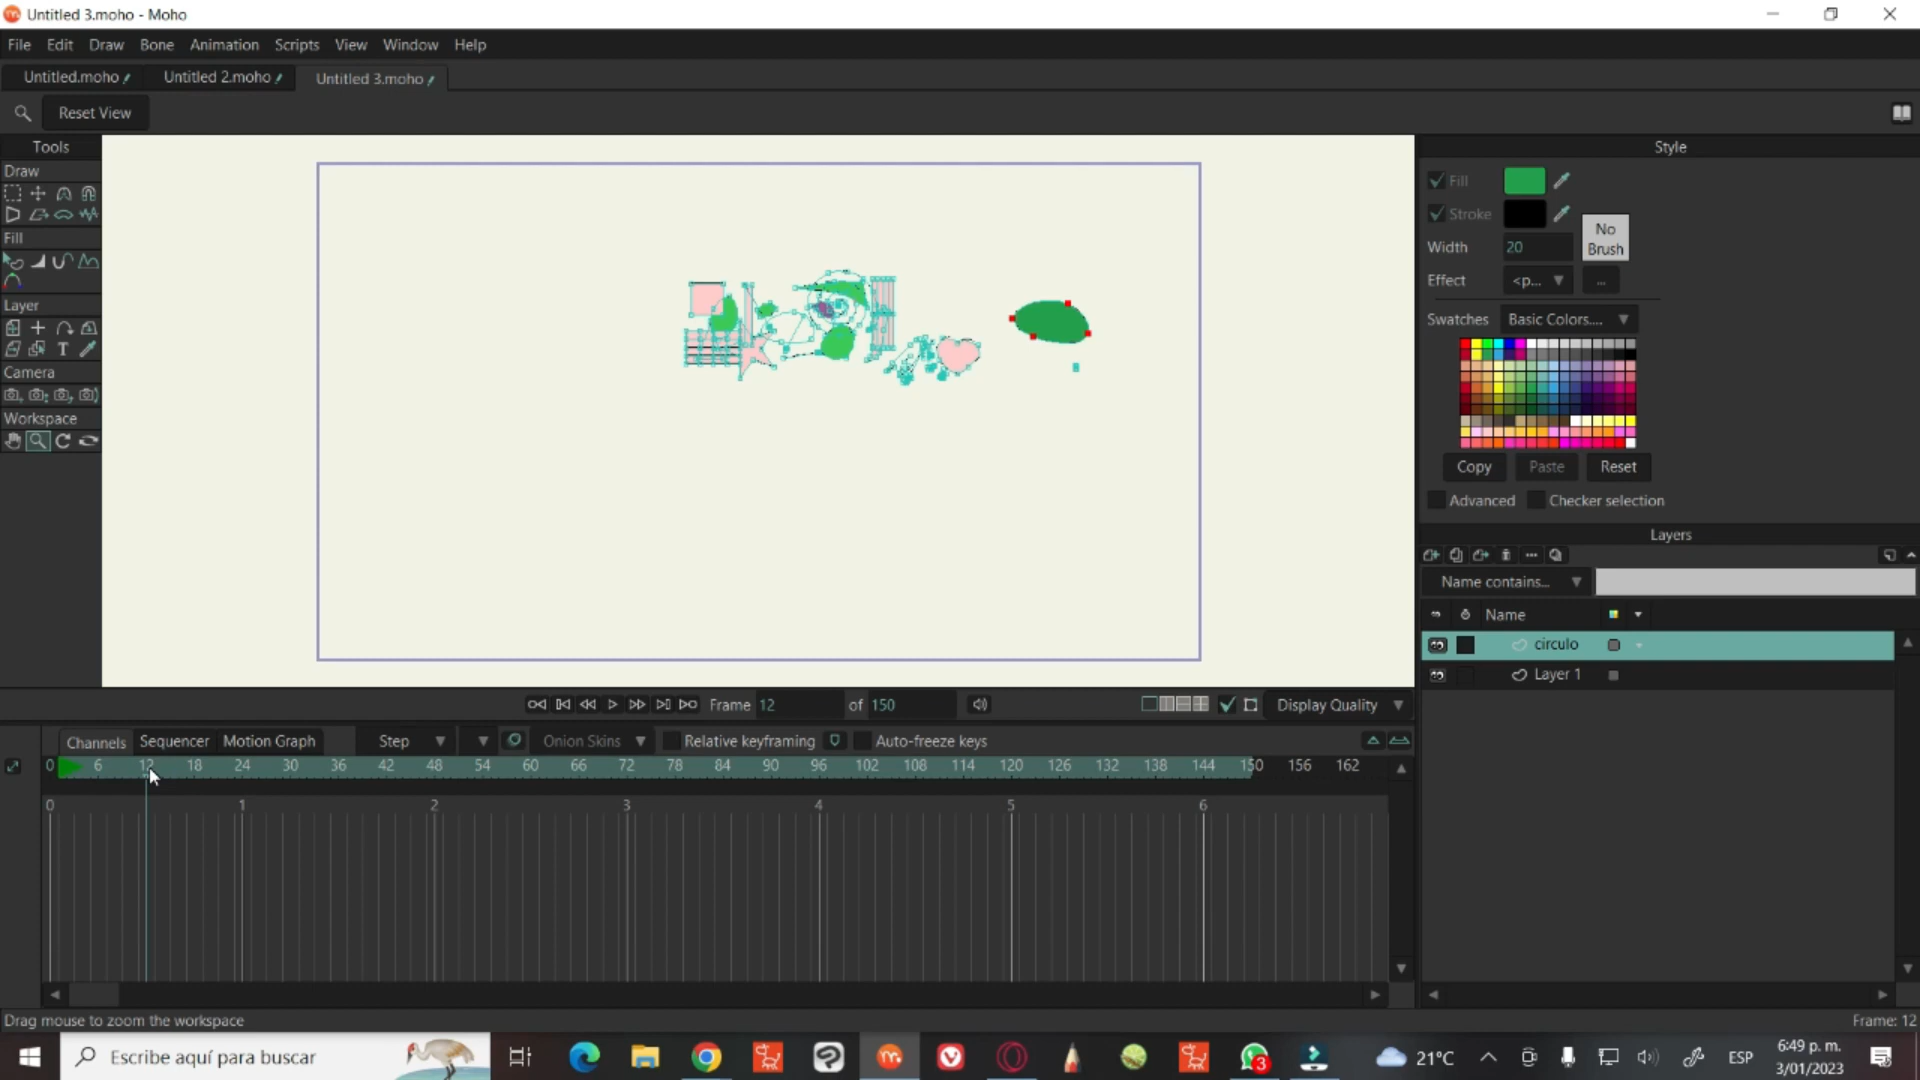 Untitled 3.moho - Moho
File Edit Draw Bone Animation Scripts View Window Help
Untitled.moho Untitled 2.moho Untitled 3.moho
Reset View
Tools
Draw
Fill
Layer
Camera
Workspace
Style
Fill
Stroke
No Brush
Width 20
Effect <p... ...
Swatches Basic Colors....
Copy Paste Reset
Advanced Checker selection
Layers
Name contains...
Name
circulo
Layer 1
Frame 12 of 150 Display Quality
Channels Sequencer Motion Graph Step Onion Skins Relative keyframing Auto-freeze keys
0 6 12 18 24 30 36 42 48 54 60 66 72 78 84 90 96 102 108 114 120 126 132 138 144 150 156 162
0 1 2 3 4 5 6
Drag mouse to zoom the workspace Frame: 12
Escribe aquí para buscar 3 21°C ESP 6:49 p. m.
3/01/2023